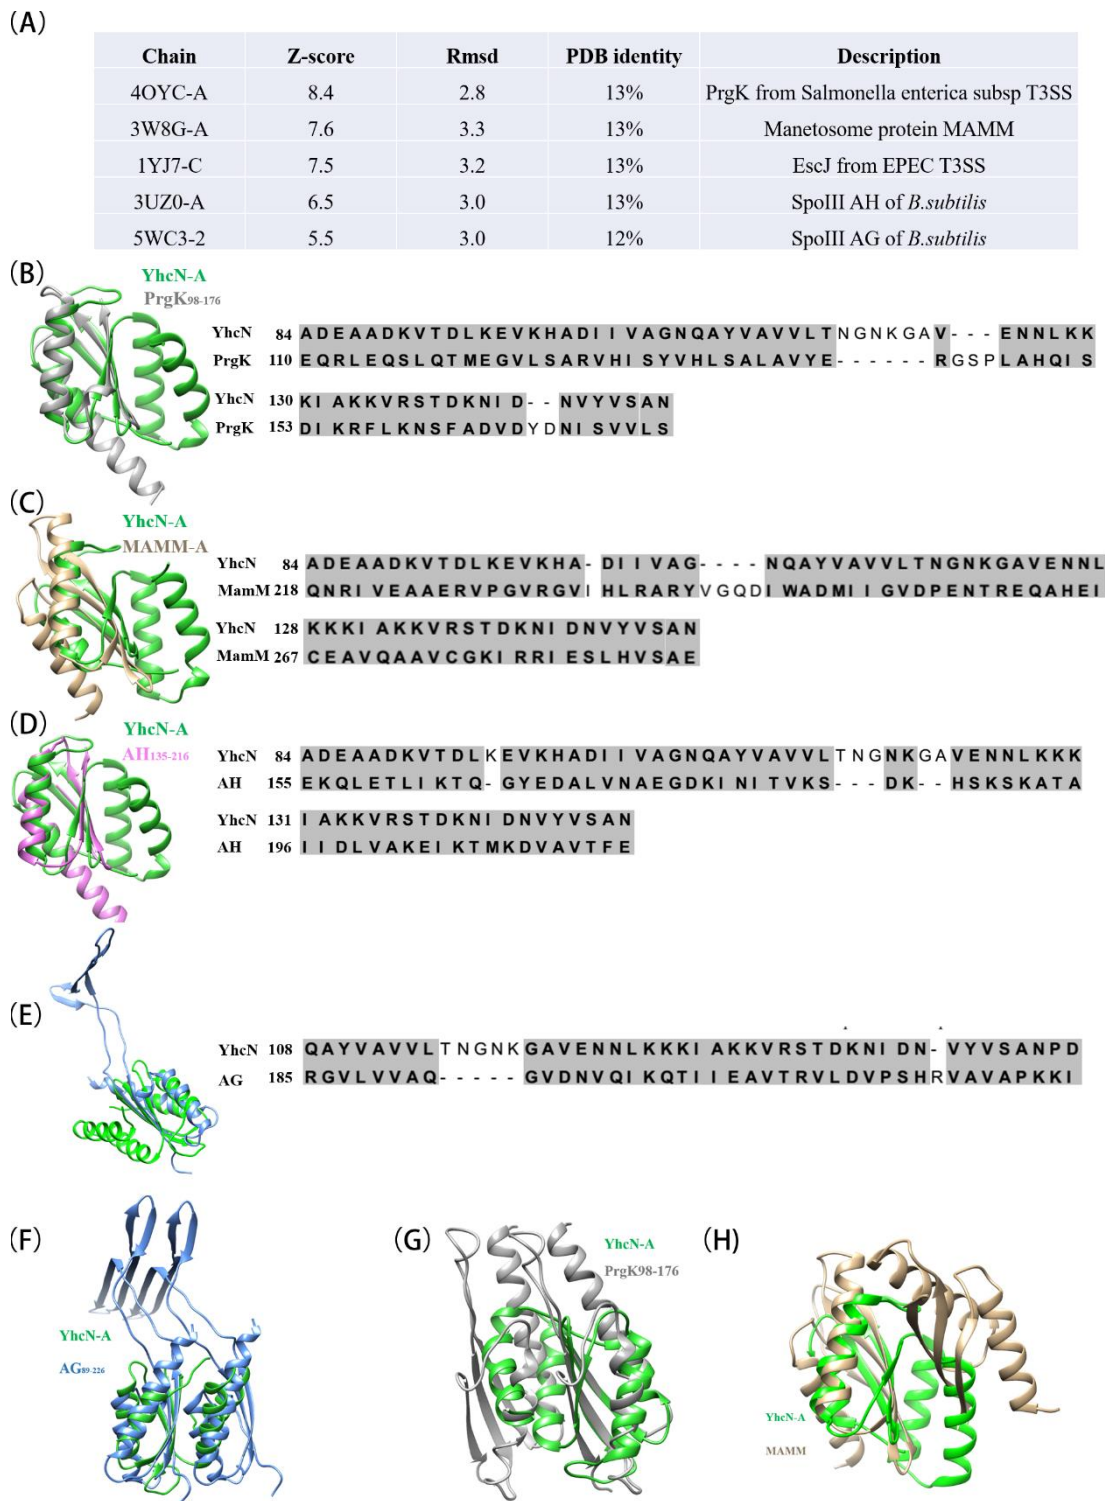 (A)
Chain Z-score Rmsd PDB identity Description
4OYC-A 8.4 2.8 13% PrgK from Salmonella enterica subsp T3SS
3W8G-A 7.6 3.3 13% Manetosome protein MAMM
1YJ7-C 7.5 3.2 13% EscJ from EPEC T3SS
3UZ0-A 6.5 3.0 13% SpoIII AH of B.subtilis
5WC3-2 5.5 3.0 12% SpoIII AG of B.subtilis
(B)
YhcN-A
PrgK98-176
YhcN 84 ADEAADKVTDLKEVKHADIIVAGNQAYVAVVLTNGNKGAV---ENNLKK
PrgK 110 EQRLEQSLQTMEGVLSARVHISYVHLSALAVYE------RGSPLAHQIS
YhcN 130 KIAKKVRSTDKNID--NVYVSAN
PrgK 153 DIKRFLKNSFADVDYDNISVVLS
(C)
YhcN-A
MAMM-A
YhcN 84 ADEAADKVTDLKEVKHA-DIIVAG----NQAYVAVVLTNGNKGAVENNL
MamM 218 QNRIVEAAERVPGVRGVIHLRARYVGQDIWADMIIGVDPENTREQAHEI
YhcN 128 KKKIAKKVRSTDKNIDNVYVSAN
MamM 267 CEAVQAAVCGKIRRIESLHVSAE
(D)
YhcN-A
AH135-216
YhcN 84 ADEAADKVTDLKEVKHADIIVAGNQAYVAVVLTNGNKGAVENNLKKK
AH 155 EKQLETLIKTQ-GYEDALVNAEGDKINITVKS---DK--HSKSKATA
YhcN 131 IAKKVRSTDKNIDNVYVSAN
AH 196 IIDLVAKEIKTMKDVAVTFE
(E)
YhcN 108 QAYVAVVLTNGNKGAVENNLKKKIAKKVRSTDKNIDN-VYVSANPD
AG 185 RGVLVVAQ-----GVDNVQIKQTIIEAVTRVLDVPSHRVAVAPKKI
(F)
YhcN-A
AG89-226
(G)
YhcN-A
PrgK98-176
(H)
YhcN-A
MAMM